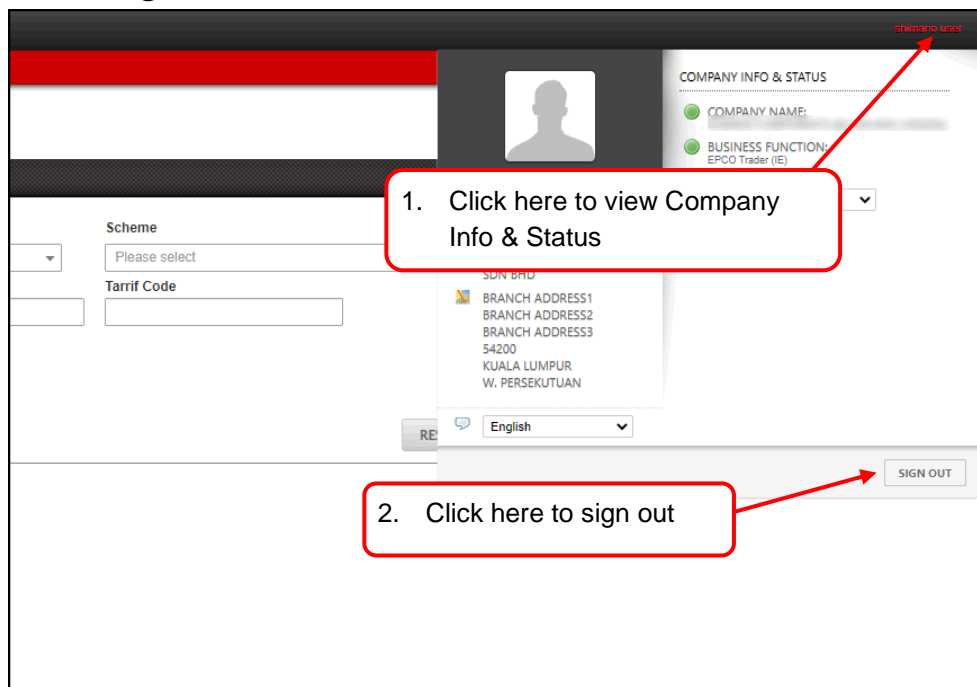 shimano user
COMPANY INFO & STATUS
COMPANY NAME:
BUSINESS FUNCTION:
EPCO Trader (IE)
1. Click here to view Company
Info & Status
Scheme
Please select
Tarrif Code
SDN BHD
BRANCH ADDRESS1
BRANCH ADDRESS2
BRANCH ADDRESS3
54200
KUALA LUMPUR
W. PERSEKUTUAN
English
SIGN OUT
2. Click here to sign out